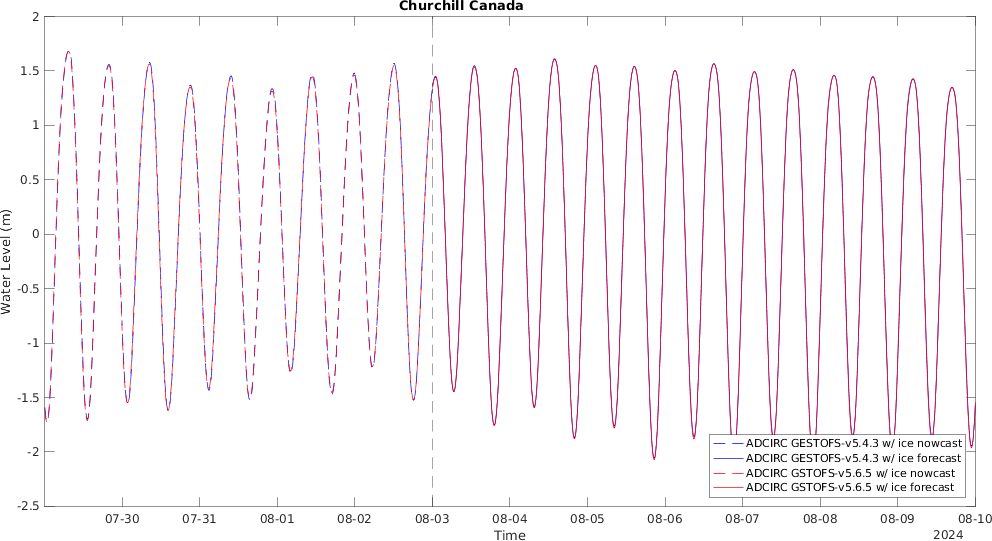 Churchill Canada
2
1.5
1
0.5
0
-0.5
-1
-1.5
-2
-2.5
Water Level (m)
ADCIRC GESTOFS-v5.4.3 w/ ice nowcast
ADCIRC GESTOFS-v5.4.3 w/ ice forecast
ADCIRC GSTOFS-v5.6.5 w/ ice nowcast
ADCIRC GSTOFS-v5.6.5 w/ ice forecast
07-30 07-31 08-01 08-02 08-03 08-04 08-05 08-06 08-07 08-08 08-09 08-10
Time
2024